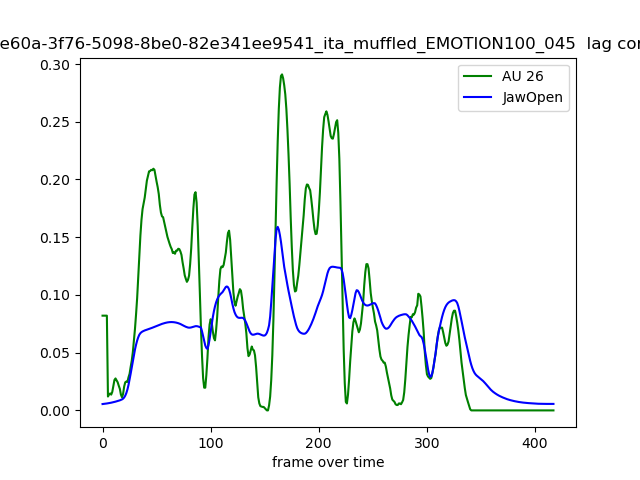 e60a-3f76-5098-8be0-82e341ee9541_ita_muffled_EMOTION100_045  lag
AU 26
JawOpen
0.30
0.25
0.20
0.15
0.10
0.05
0.00
0 100 200 300 400
frame over time